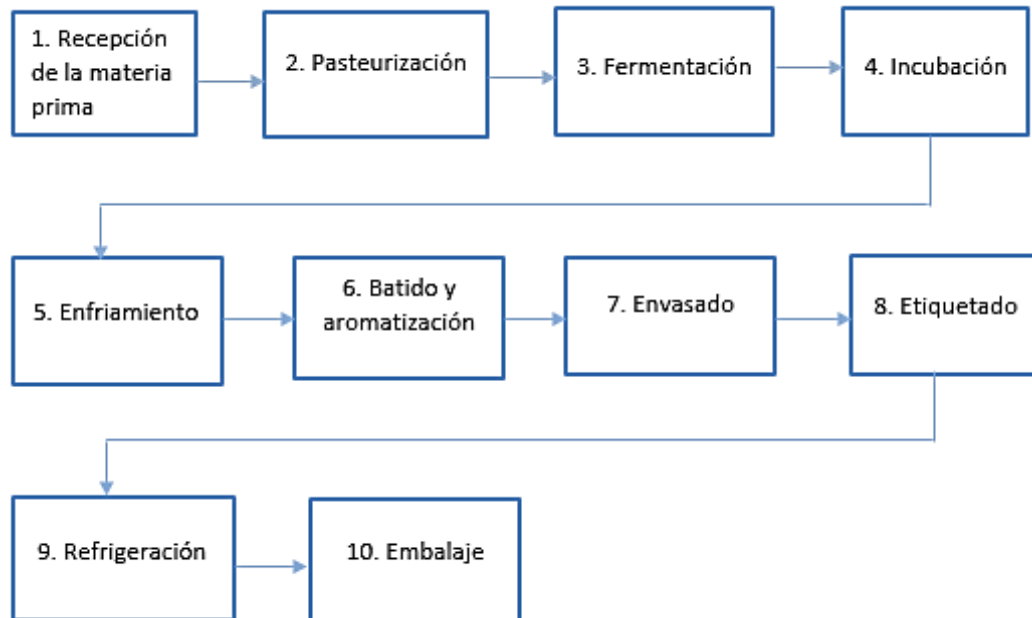 1. Recepción
de la materia
prima
2. Pasteurización
3. Fermentación
4. Incubación
5. Enfriamiento
6. Batido y
aromatización
7. Envasado
8. Etiquetado
9. Refrigeración
10. Embalaje